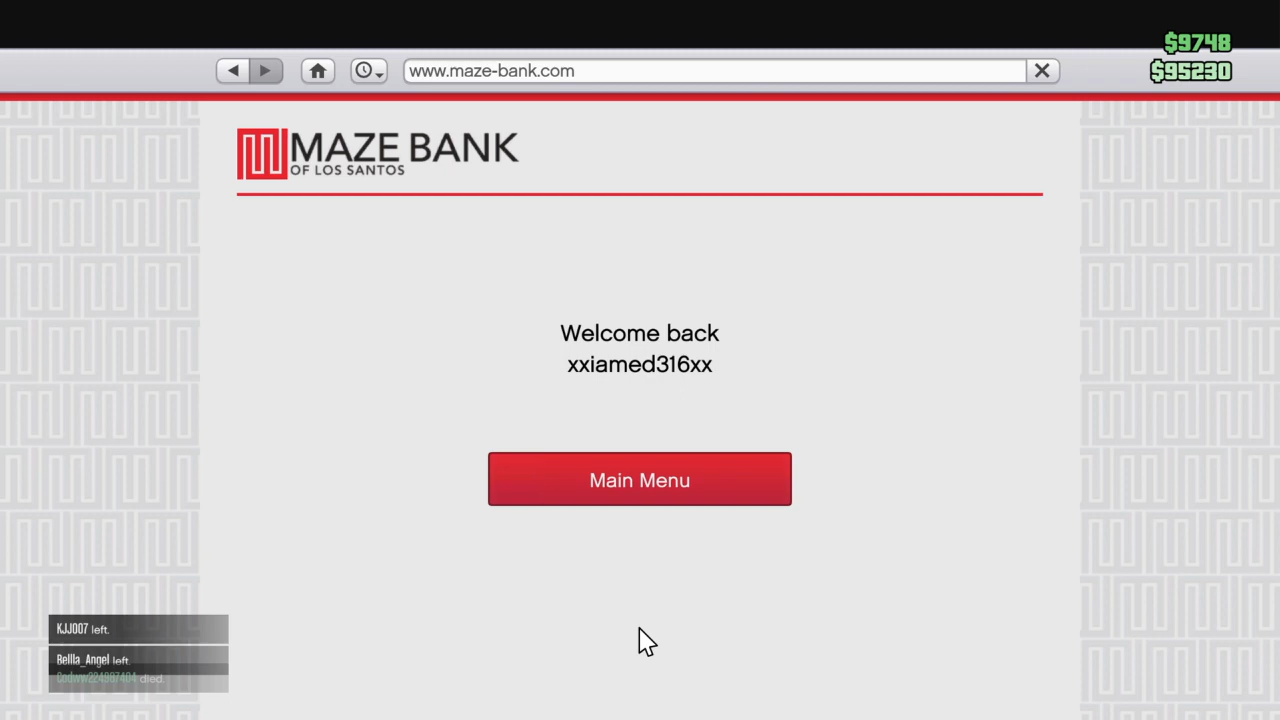 $9748
www.maze-bank.com
$95230
MAZE BANK
OF LOS SANTOS
Welcome back
xxiamed316xx
Main Menu
KJJ007 left.
Bellla_Angel left.
died.